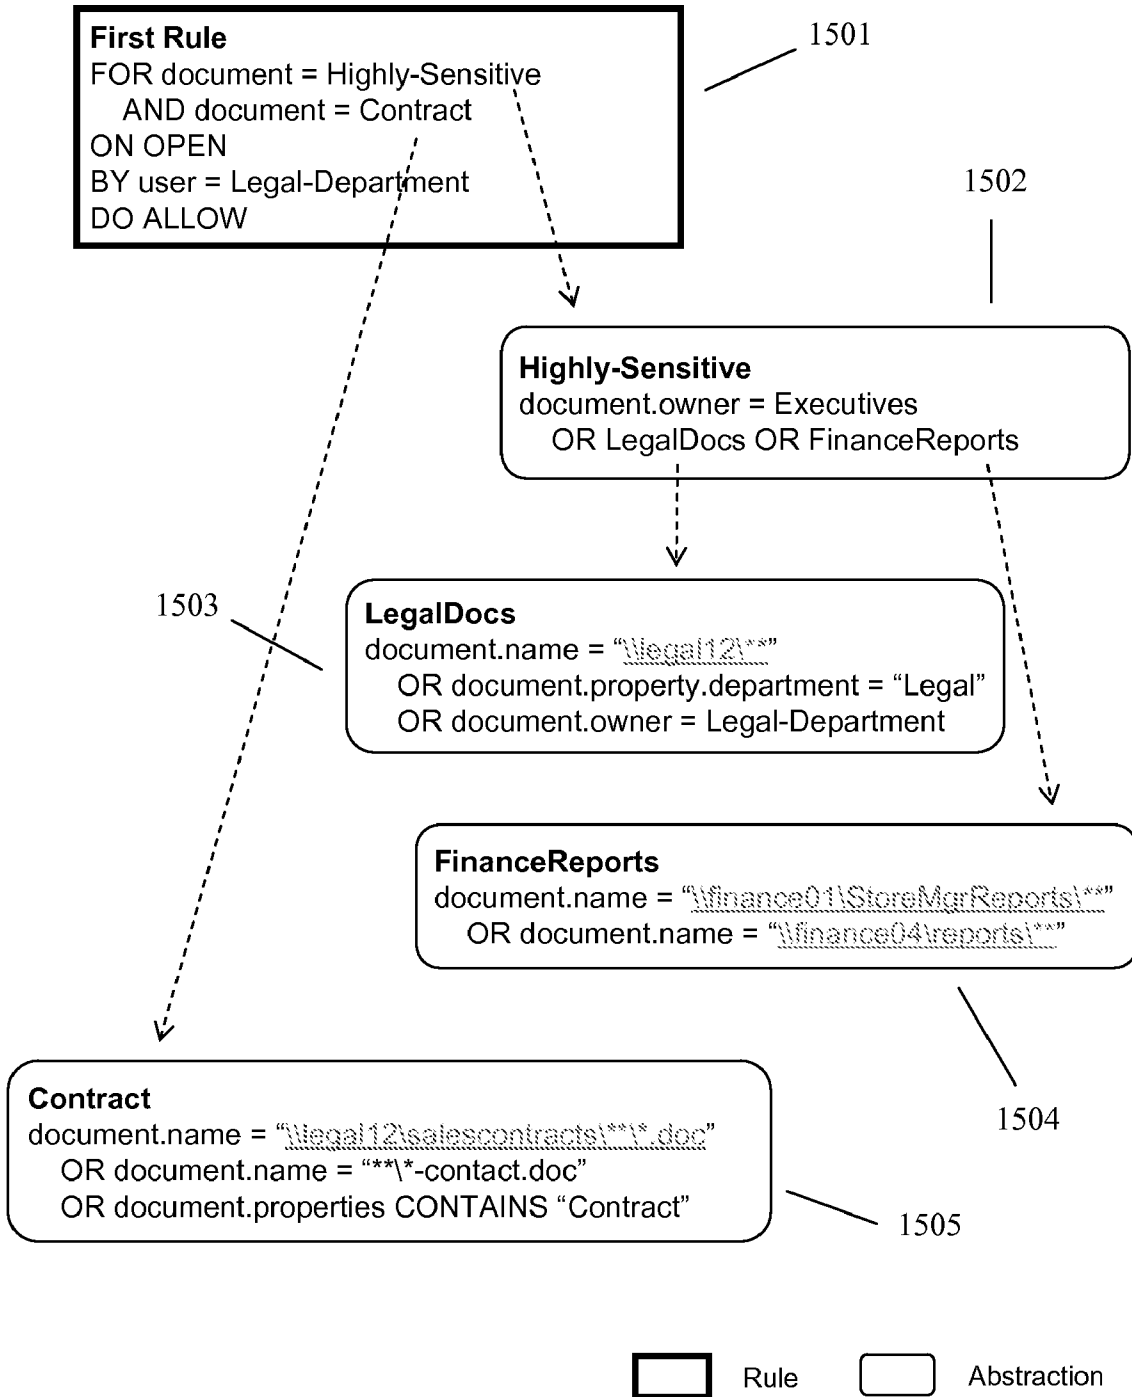 First Rule
FOR document = Highly-Sensitive
AND document = Contract
ON OPEN
BY user = Legal-Department
DO ALLOW
1501
1502
Highly-Sensitive
document.owner = Executives
OR LegalDocs OR FinanceReports
1503
LegalDocs
document.name = “\\legal12\**”
OR document.property.department = “Legal”
OR document.owner = Legal-Department
FinanceReports
document.name = “\\finance01\StoreMgrReports\**”
OR document.name = “\\finance04\reports\**”
1504
Contract
document.name = “\\legal12\salescontracts\**\*.doc”
OR document.name = “**\*-contact.doc”
OR document.properties CONTAINS “Contract”
1505
Rule
Abstraction